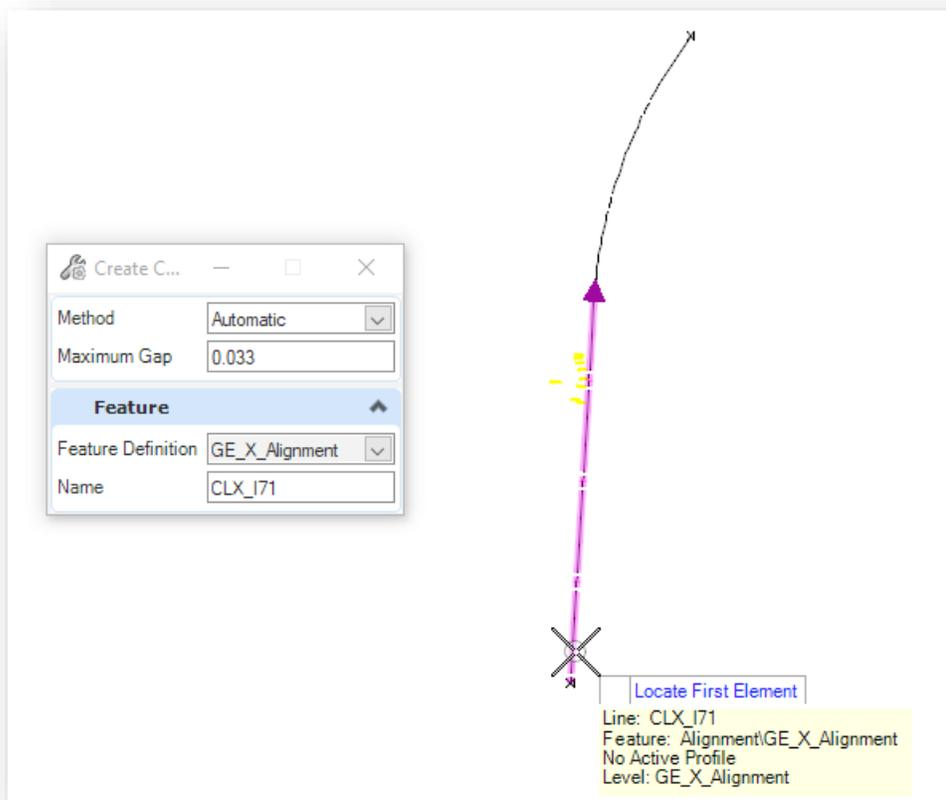 Create C...
Method Automatic
Maximum Gap 0.033
Feature
Feature Definition GE_X_Alignment
Name CLX_I71
Locate First Element
Line: CLX_I71
Feature: Alignment\GE_X_Alignment
No Active Profile
Level: GE_X_Alignment